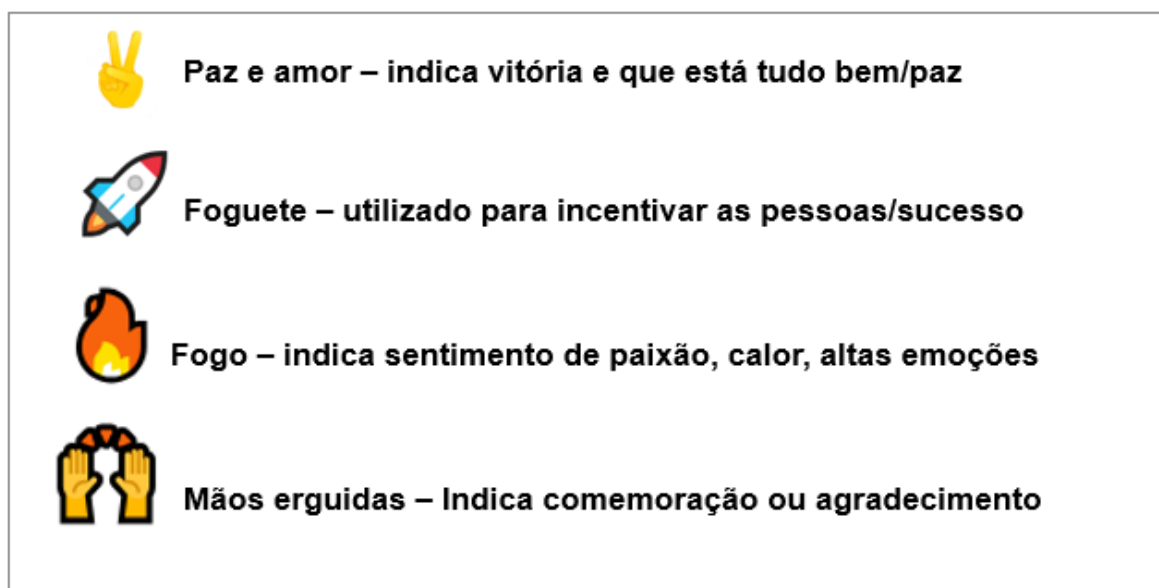 Paz e amor – indica vitória e que está tudo bem/paz
Foguete – utilizado para incentivar as pessoas/sucesso
Fogo – indica sentimento de paixão, calor, altas emoções
Mãos erguidas – Indica comemoração ou agradecimento